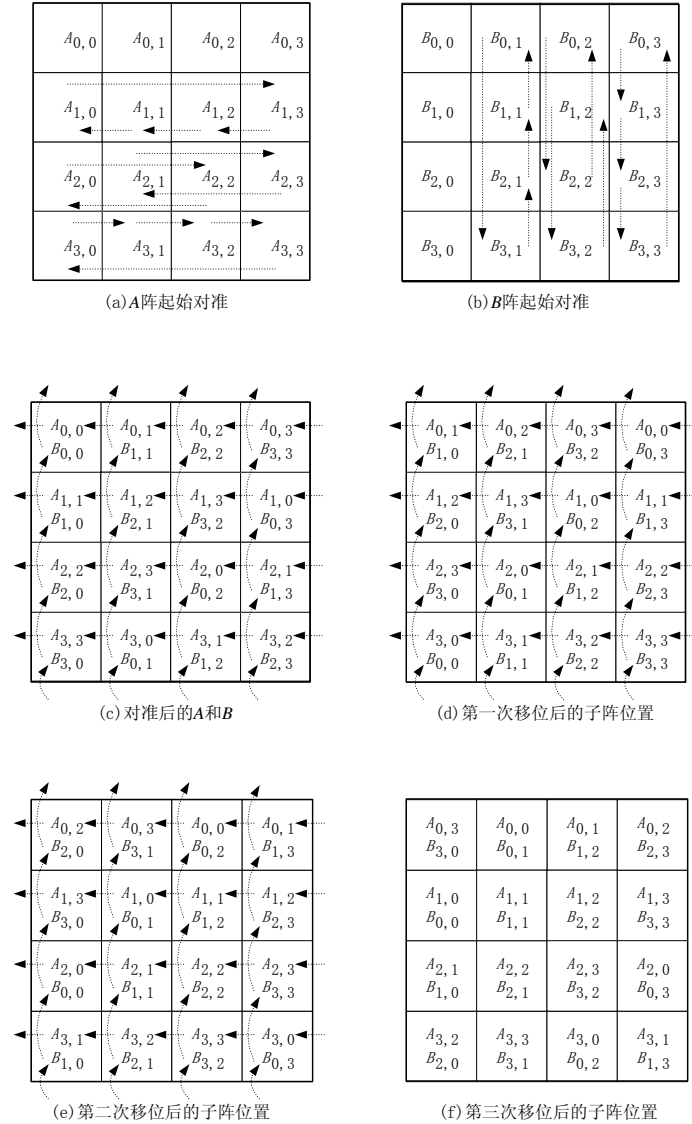 A0,0 A0,1 A0,2 A0,3
A1,0 A1,1 A1,2 A1,3
A2,0 A2,1 A2,2 A2,3
A3,0 A3,1 A3,2 A3,3
(a)A阵起始对准
B0,0 B0,1 B0,2 B0,3
B1,0 B1,1 B1,2 B1,3
B2,0 B2,1 B2,2 B2,3
B3,0 B3,1 B3,2 B3,3
(b)B阵起始对准
A0,0 A0,1 A0,2 A0,3
B0,0 B1,1 B2,2 B3,3
A1,1 A1,2 A1,3 A1,0
B1,0 B2,1 B3,2 B0,3
A2,2 A2,3 A2,0 A2,1
B2,0 B3,1 B0,2 B1,3
A3,3 A3,0 A3,1 A3,2
B3,0 B0,1 B1,2 B2,3
(c)对准后的A和B
A0,1 A0,2 A0,3 A0,0
B1,0 B2,1 B3,2 B0,3
A1,2 A1,3 A1,0 A1,1
B2,0 B3,1 B0,2 B1,3
A2,3 A2,0 A2,1 A2,2
B3,0 B0,1 B1,2 B2,3
A3,0 A3,1 A3,2 A3,3
B0,0 B1,1 B2,2 B3,3
(d)第一次移位后的子阵位置
A0,2 A0,3 A0,0 A0,1
B2,0 B3,1 B0,2 B1,3
A1,3 A1,0 A1,1 A1,2
B3,0 B0,1 B1,2 B2,3
A2,0 A2,1 A2,2 A2,3
B0,0 B1,1 B2,2 B3,3
A3,1 A3,2 A3,3 A3,0
B1,0 B2,1 B3,2 B0,3
(e)第二次移位后的子阵位置
A0,3 A0,0 A0,1 A0,2
B3,0 B0,1 B1,2 B2,3
A1,0 A1,1 A1,2 A1,3
B0,0 B1,1 B2,2 B3,3
A2,1 A2,2 A2,3 A2,0
B1,0 B2,1 B3,2 B0,3
A3,2 A3,3 A3,0 A3,1
B2,0 B3,1 B0,2 B1,3
(f)第三次移位后的子阵位置